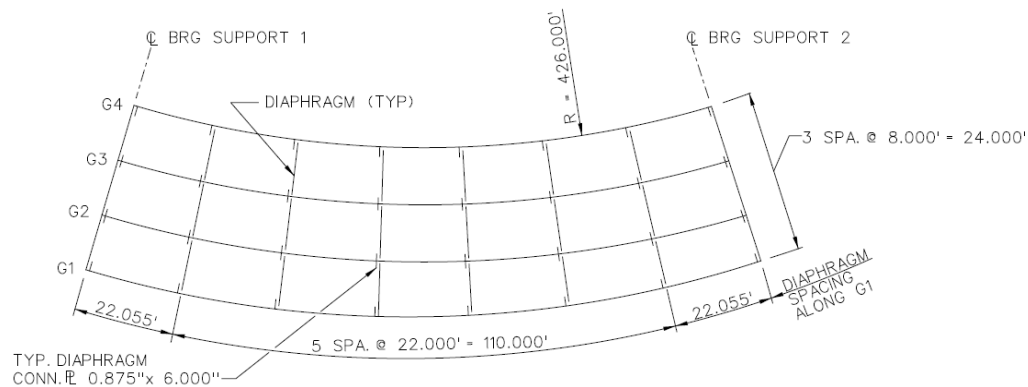 ℄ BRG SUPPORT 1
℄ BRG SUPPORT 2
R = 426.000'
G4
DIAPHRAGM (TYP)
3 SPA. @ 8.000' = 24.000'
G3
G2
G1
DIAPHRAGM
SPACING
ALONG G1
22.055'
22.055'
5 SPA. @ 22.000' = 110.000'
TYP. DIAPHRAGM
CONN. ⅊ 0.875" x 6.000"